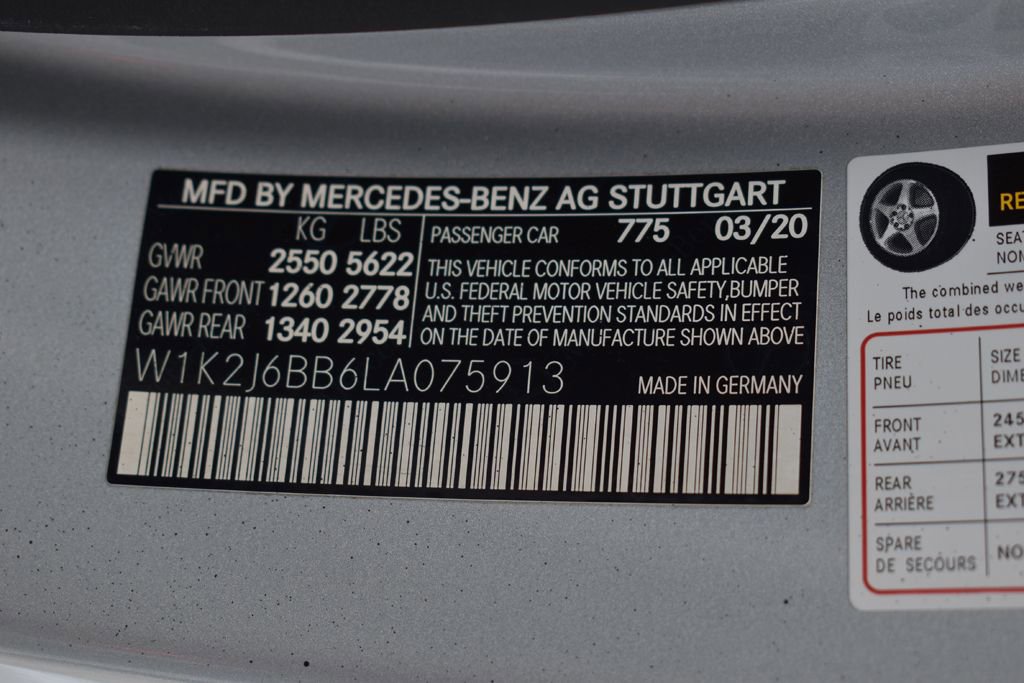 MFD BY MERCEDES-BENZ AG STUTTGART
KG LBS
GVWR 2550 5622
GAWR FRONT 1260 2778
GAWR REAR 1340 2954
PASSENGER CAR 775 03/20
THIS VEHICLE CONFORMS TO ALL APPLICABLE
U.S. FEDERAL MOTOR VEHICLE SAFETY,BUMPER
AND THEFT PREVENTION STANDARDS IN EFFECT
ON THE DATE OF MANUFACTURE SHOWN ABOVE
W1K2J6BB6LA075913
MADE IN GERMANY
The combined
Le poids total des
TIRE SIZE
PNEU
FRONT 245
AVANT
REAR 275
ARRIÈRE
SPARE
DE SECOURS